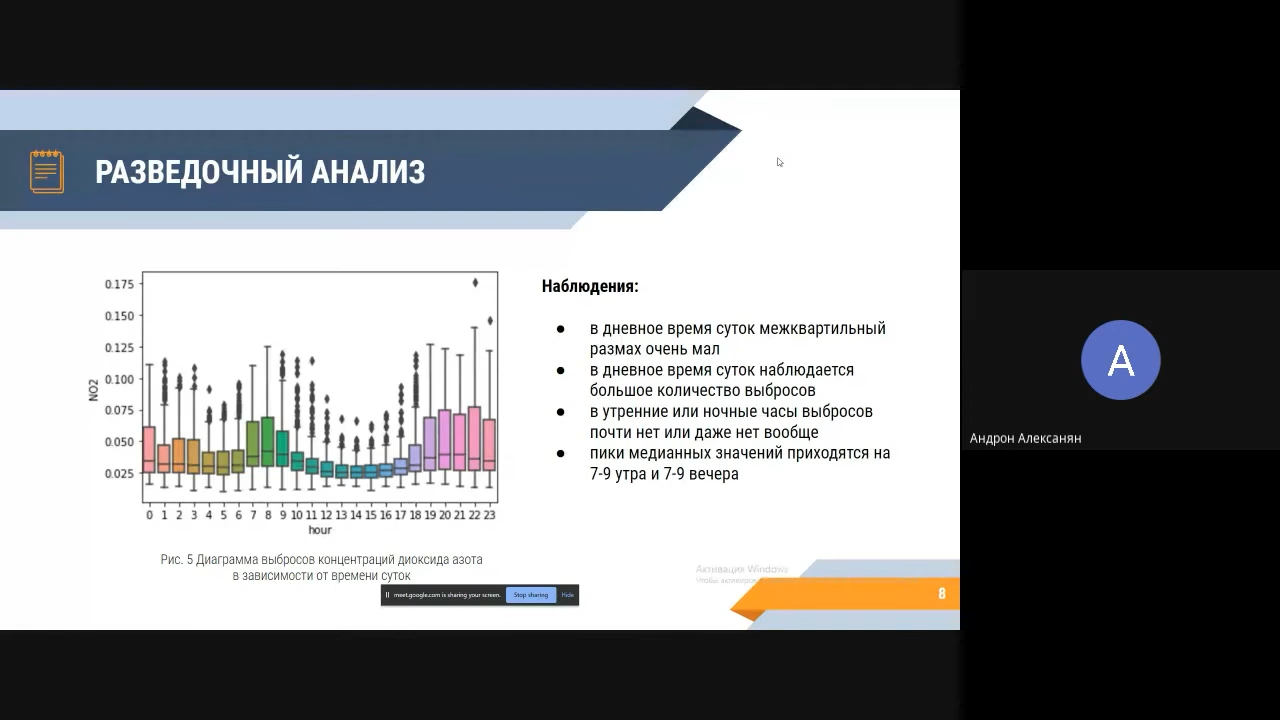 РАЗВЕДОЧНЫЙ АНАЛИЗ
0.175
0.150
0.125
0.100
0.075
0.050
0.025
NO2
0 1 2 3 4 5 6 7 8 9 10 11 12 13 14 15 16 17 18 19 20 21 22 23
hour
Рис. 5 Диаграмма выбросов концентраций диоксида азота
в зависимости от времени суток
Наблюдения:
● в дневное время суток межквартильный
размах очень мал
● в дневное время суток наблюдается
большое количество выбросов
● в утренние или ночные часы выбросов
почти нет или даже нет вообще
● пики медианных значений приходятся на
7-9 утра и 7-9 вечера
Активация Windows
Чтобы
8
meet.google.com is sharing your screen.
Stop sharing
Hide
А
Андрон Алексанян